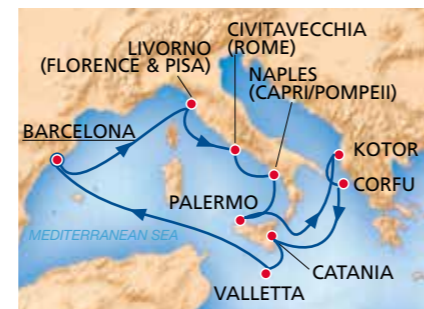 CIVITAVECCHIA
(ROME)
LIVORNO
(FLORENCE & PISA)
NAPLES
(CAPRI/POMPEII)
BARCELONA
KOTOR
CORFU
PALERMO
MEDITERRANEAN SEA
CATANIA
VALLETTA